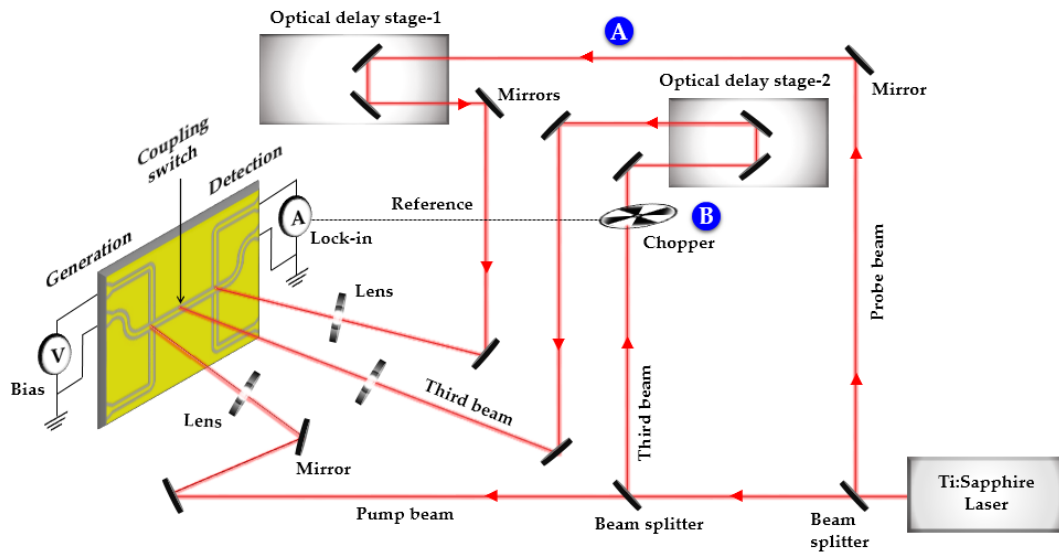 Optical delay stage-1
A
Optical delay stage-2
Mirror
Mirrors
Coupling
switch
Detection
Reference
A
Lock-in
B
Chopper
Generation
Lens
Probe beam
V
Bias
Third beam
Third beam
Lens
Mirror
Ti:Sapphire
Laser
Pump beam
Beam splitter
Beam
splitter